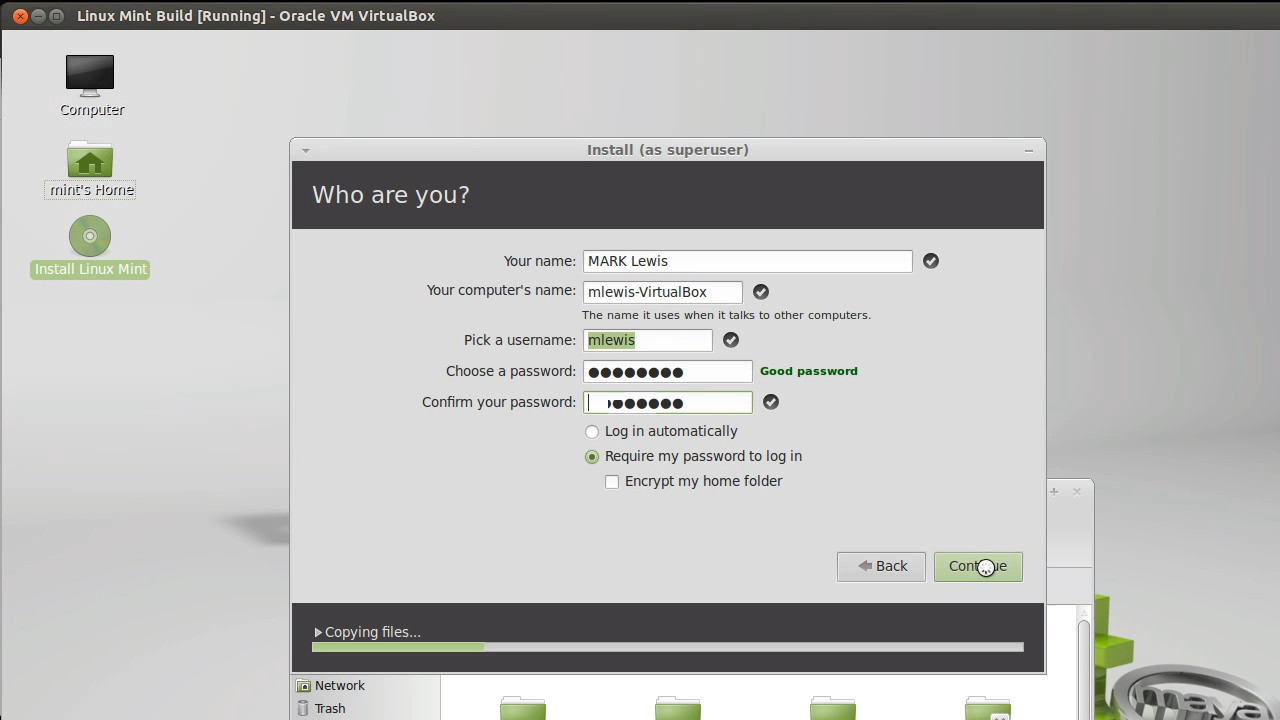 Linux Mint Build [Running] - Oracle VM VirtualBox
Computer
mint's Home
Install Linux Mint
Install (as superuser)
Who are you?
Your name: MARK Lewis
Your computer's name: mlewis-VirtualBox
The name it uses when it talks to other computers.
Pick a username: mlewis
Choose a password: ●●●●●●●● Good password
Confirm your password: ●●●●●●●
Log in automatically
Require my password to log in
Encrypt my home folder
Back Continue
Copying files...
Network
Trash
maya